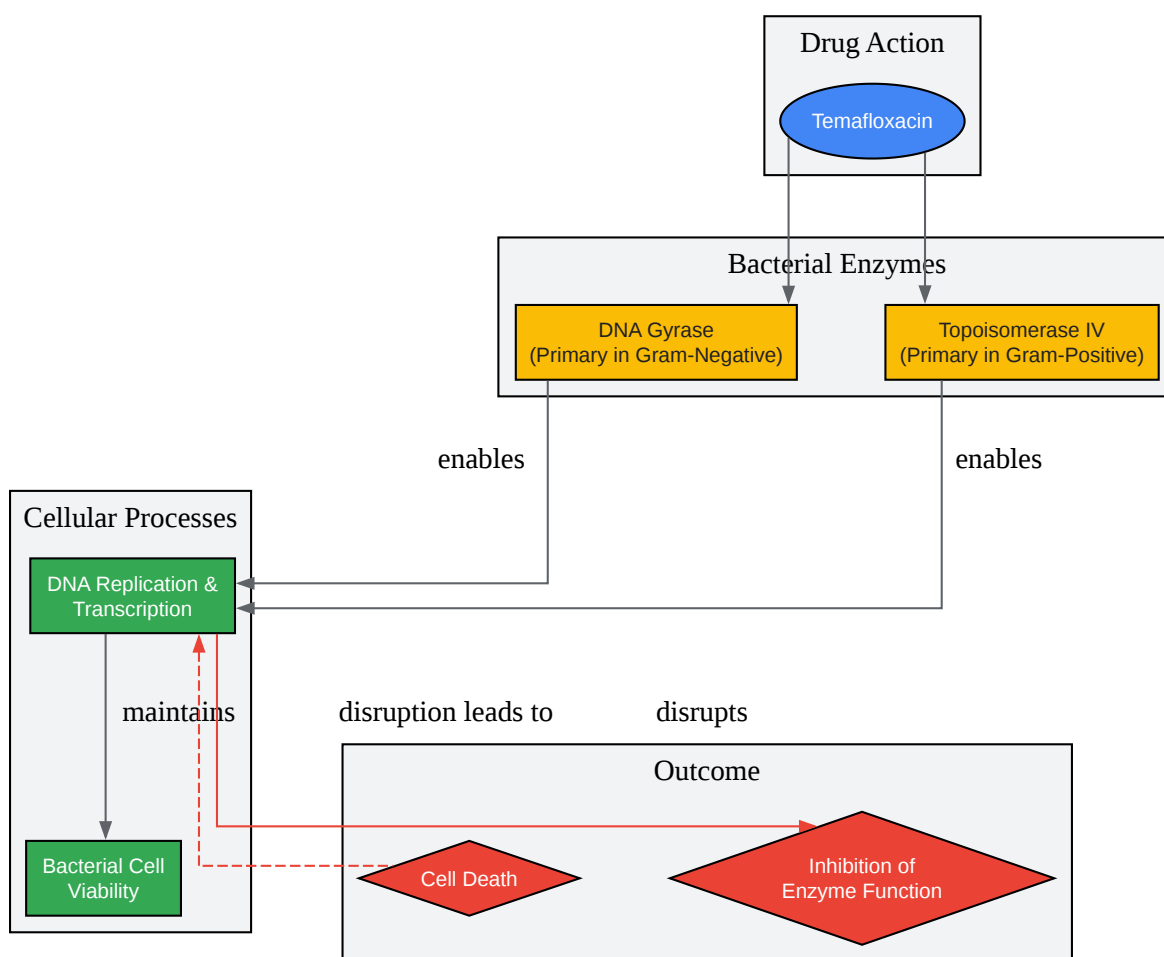 Drug Action
Temafloxacin
Bacterial Enzymes
DNA Gyrase
(Primary in Gram-Negative)
Topoisomerase IV
(Primary in Gram-Positive)
enables
enables
Cellular Processes
DNA Replication &
Transcription
maintains
disruption leads to
disrupts
Outcome
Bacterial Cell
Viability
Cell Death
Inhibition of
Enzyme Function